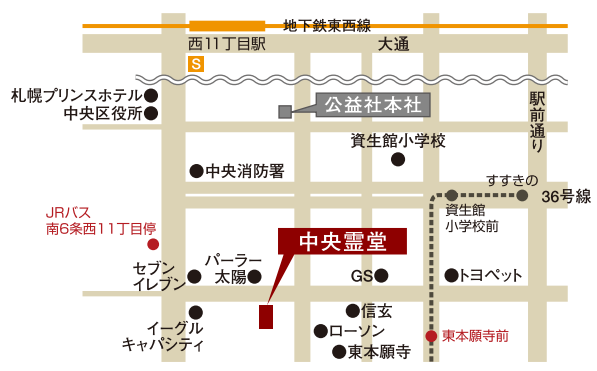 地下鉄東西線
西11丁目駅
大通
S
札幌プリンスホテル
中央区役所
公益社本社
駅前通り
資生館小学校
中央消防署
すすきの
36号線
資生館
小学校前
JRバス
南6条西11丁目停
中央霊堂
セブン
イレブン
パーラー
太陽
GS
トヨペット
イーグル
キャパシティ
信玄
ローソン
東本願寺
東本願寺前